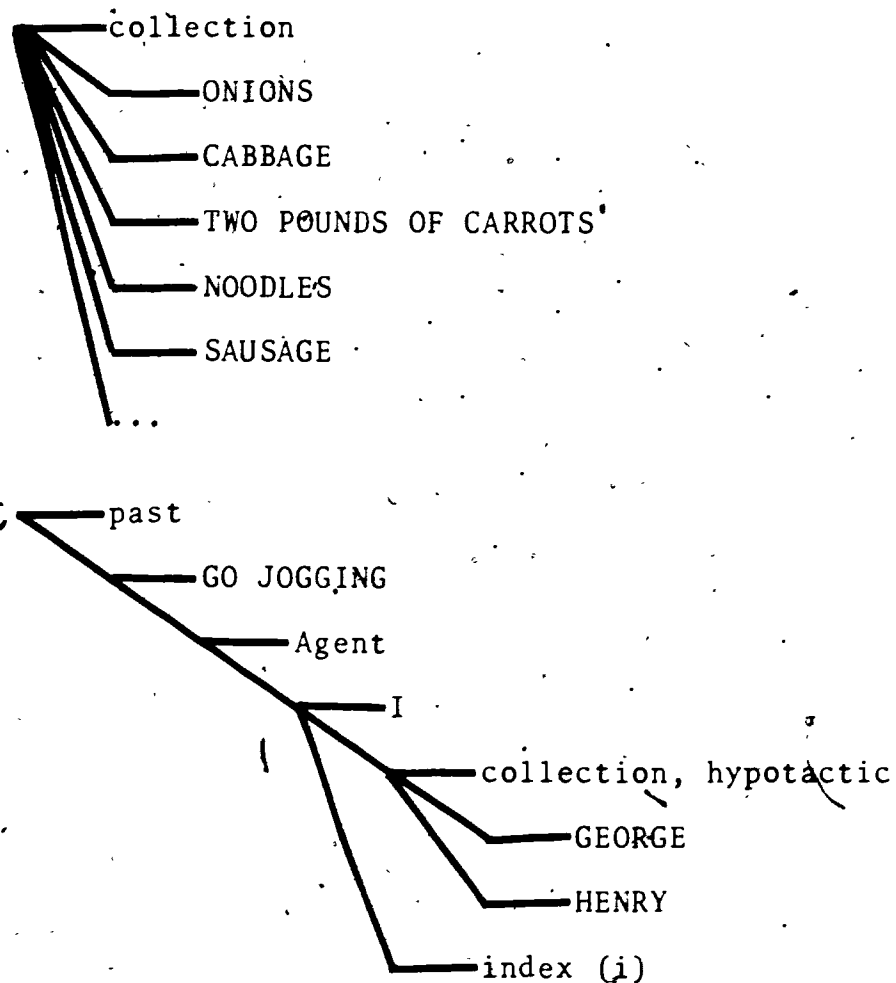 collection
ONIONS
CABBAGE
TWO POUNDS OF CARROTS
NOODLES
SAUSAGE
...
past
GO JOGGING
Agent
I
collection, hypotactic
GEORGE
HENRY
index (i)